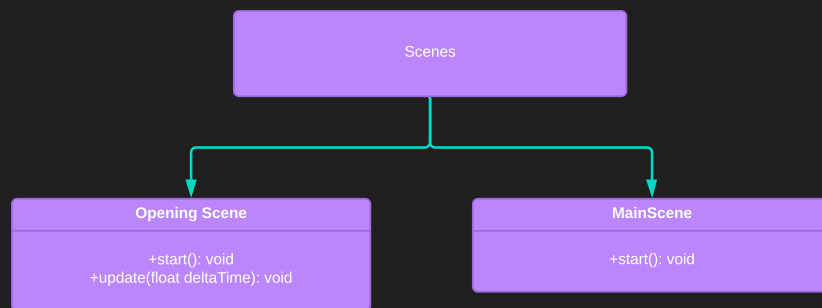 Scenes
Opening Scene
+start(): void
+update(float deltaTime): void
MainScene
+start(): void